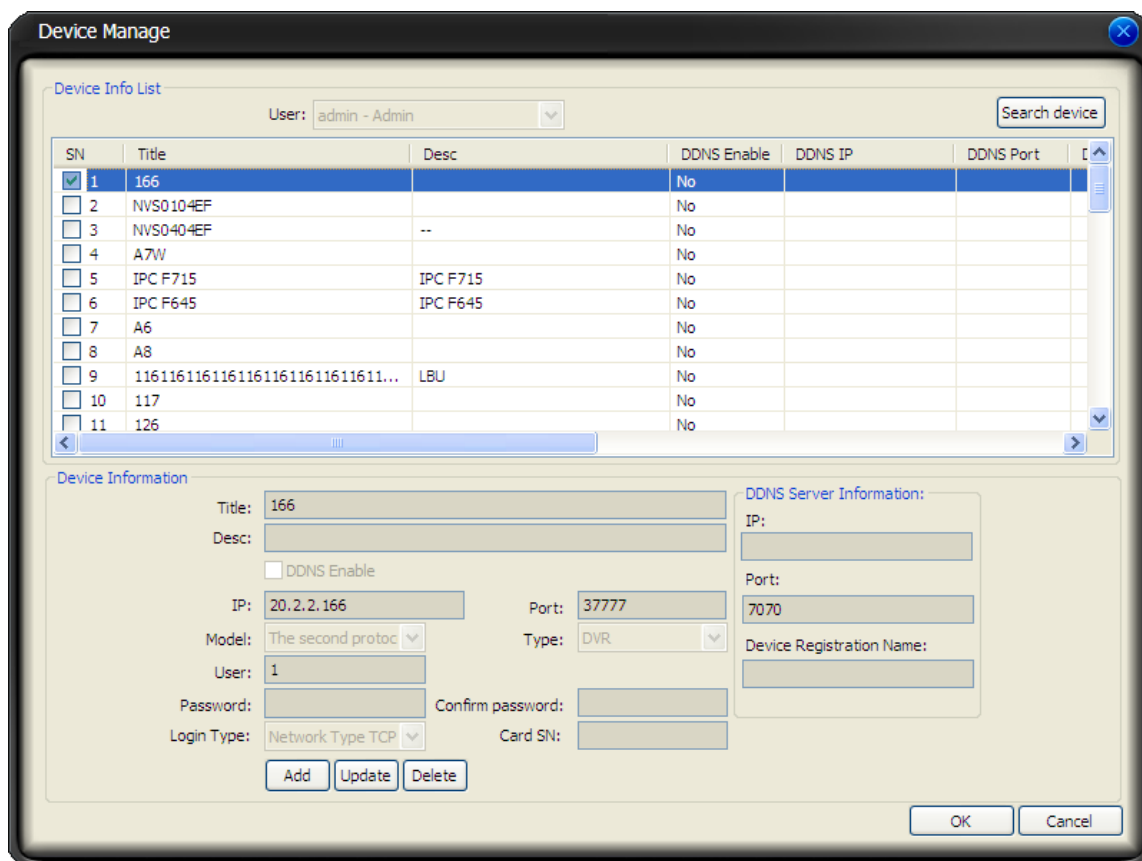 Device Manage
Device Info List
User: admin - Admin Search device
SN Title Desc DDNS Enable DDNS IP DDNS Port
1 166 No
2 NVS0104EF No
3 NVS0404EF -- No
4 A7W No
5 IPC F715 IPC F715 No
6 IPC F645 IPC F645 No
7 A6 No
8 A8 No
9 11611611611611611611611611611... LBU No
10 117 No
11 126 No
Device Information
Title: 166
Desc:
DDNS Enable
IP: 20.2.2.166 Port: 37777
Model: The second protoc Type: DVR
User: 1
Password: Confirm password:
Login Type: Network Type TCP Card SN:
Add Update Delete
DDNS Server Information:
IP:
Port:
7070
Device Registration Name:
OK Cancel